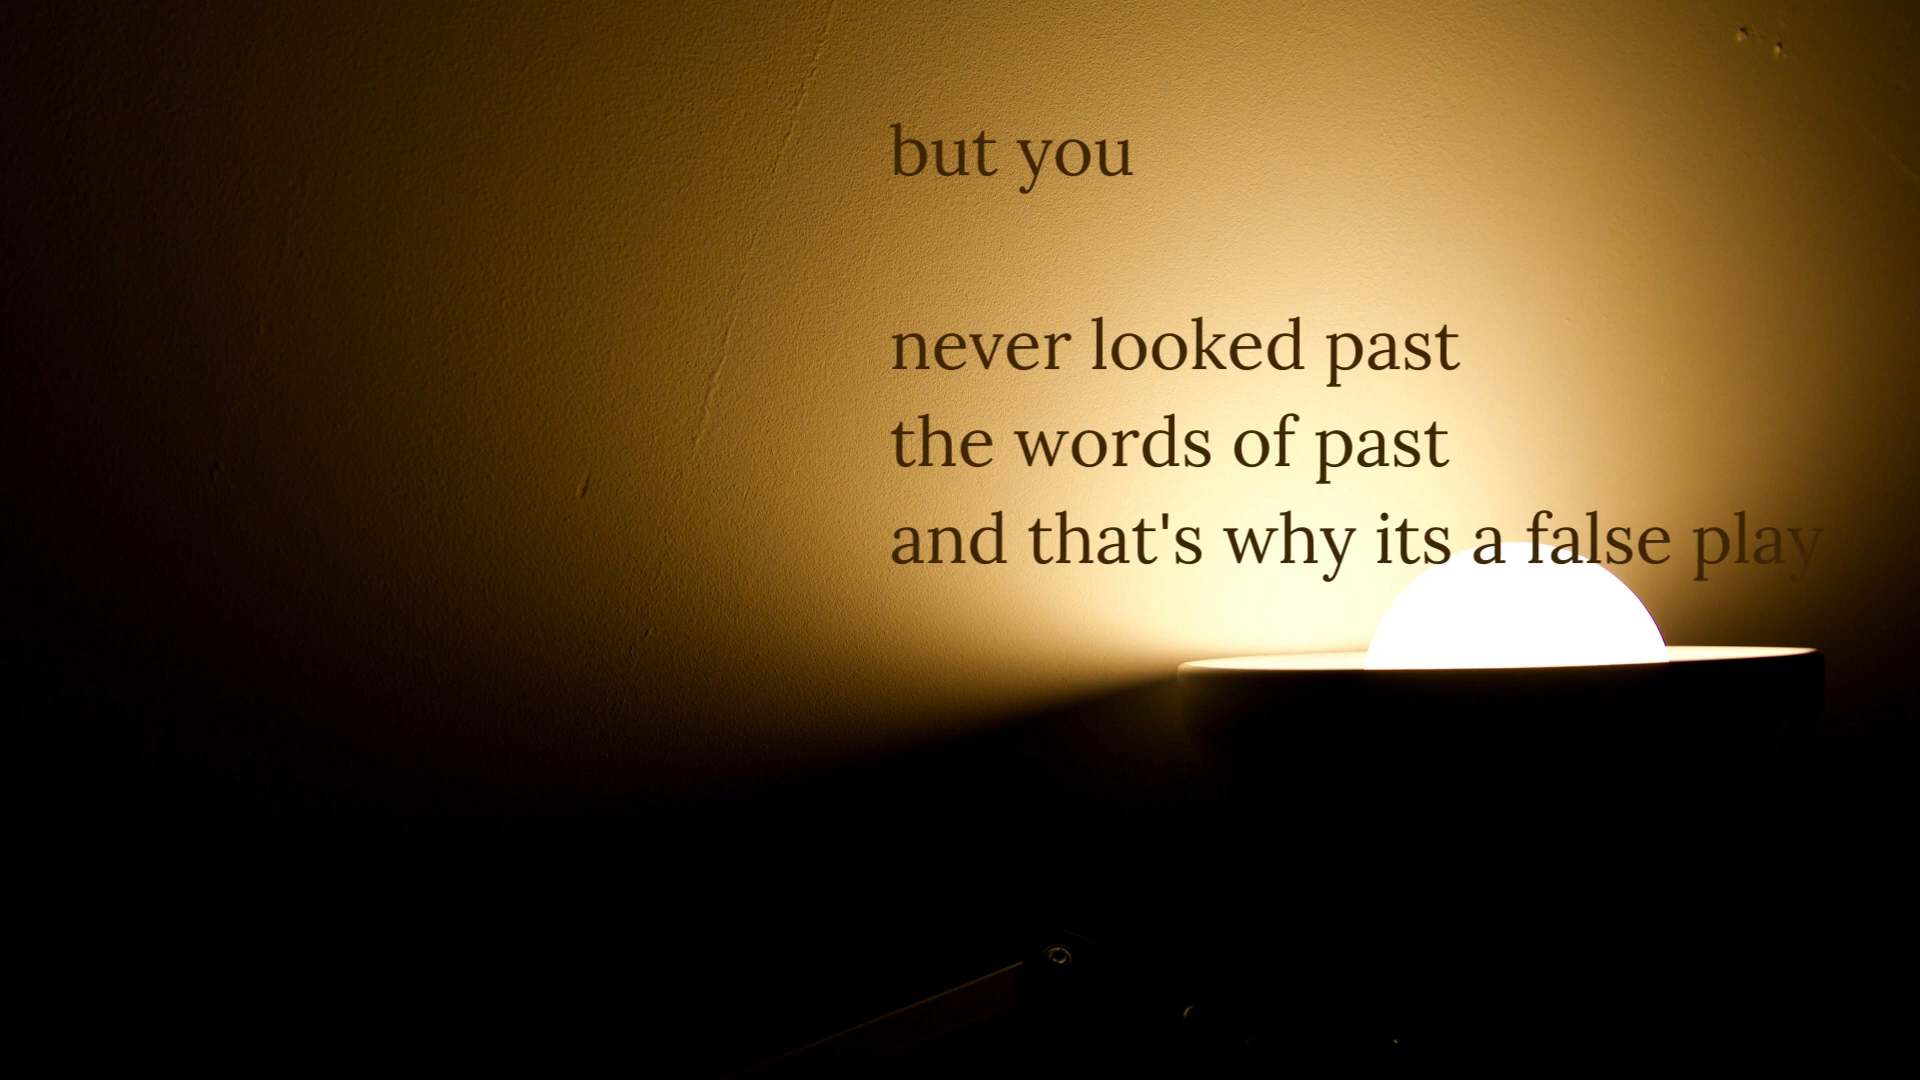 but you
never looked past
the words of past
and that's why its a false play